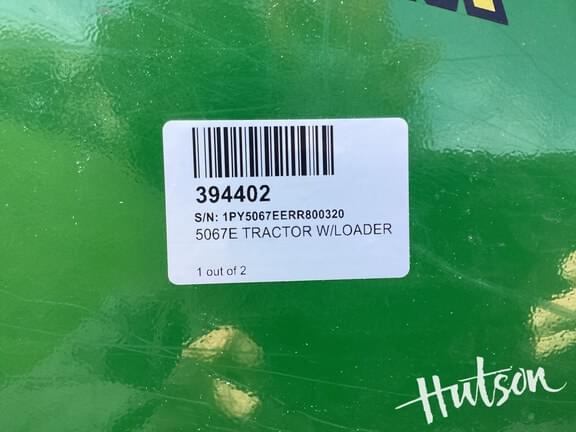 394402
S/N: 1PY5067EERR800320
5067E TRACTOR W/LOADER
1 out of 2
Hutson